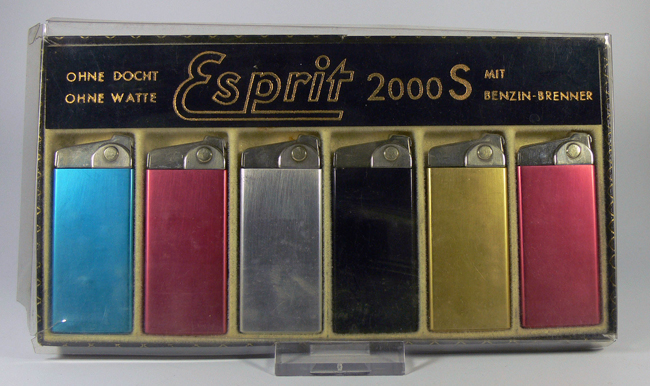 OHNE DOCHT
OHNE WATTE
Esprit 2000 S
MIT
BENZIN-BRENNER